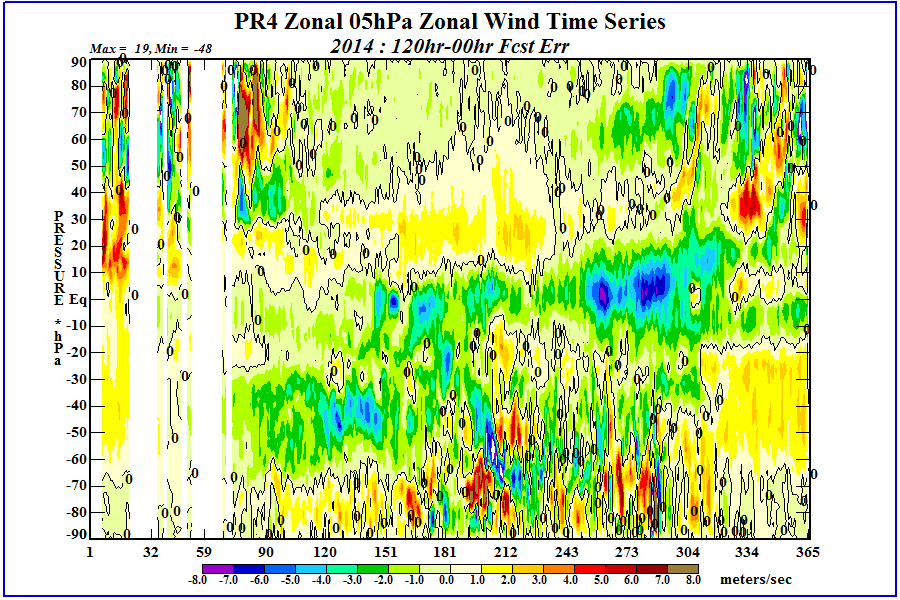 PR4 Zonal 05hPa Zonal Wind Time Series
Max = 19, Min = -48
2014 : 120hr-00hr Fcst Err
90
80
70
60
50
40
30
20
10
Eq
-10
-20
-30
-40
-50
-60
-70
-80
-90
PRESSURE *hPa
1 32 59 90 120 151 181 212 243 273 304 334 365
-8.0 -7.0 -6.0 -5.0 -4.0 -3.0 -2.0 -1.0 0.0 1.0 2.0 3.0 4.0 5.0 6.0 7.0 8.0 meters/sec